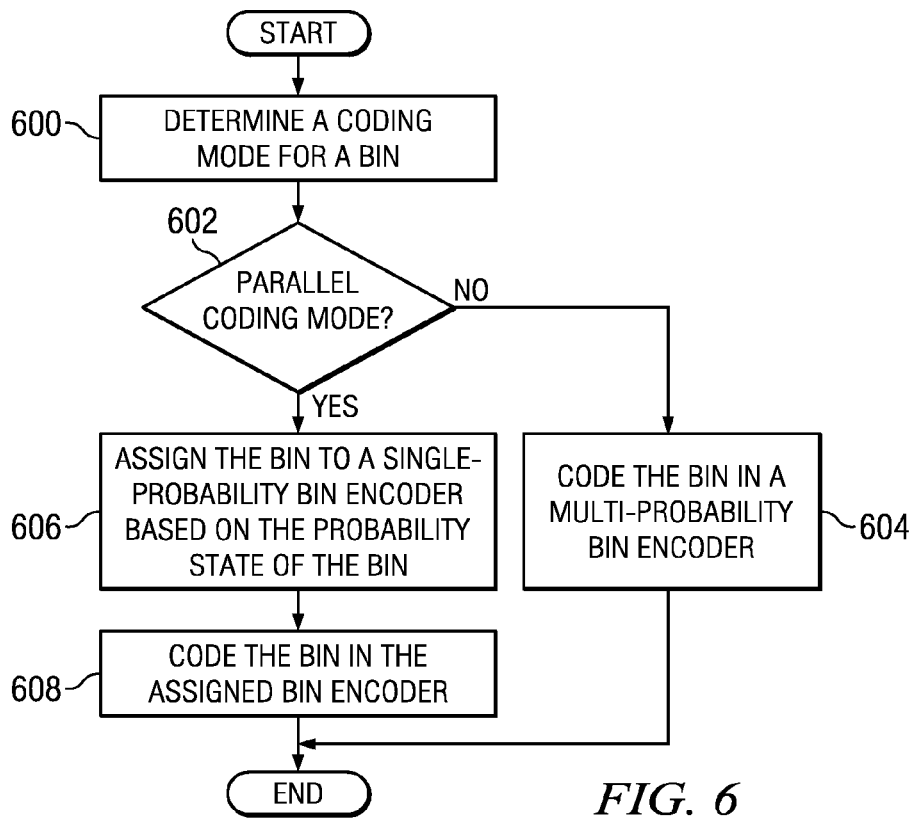 START
600
DETERMINE A CODING
MODE FOR A BIN
602
PARALLEL
CODING MODE?
NO
YES
606
ASSIGN THE BIN TO A SINGLE-
PROBABILITY BIN ENCODER
BASED ON THE PROBABILITY
STATE OF THE BIN
CODE THE BIN IN A
MULTI-PROBABILITY
BIN ENCODER
604
608
CODE THE BIN IN THE
ASSIGNED BIN ENCODER
END
FIG. 6